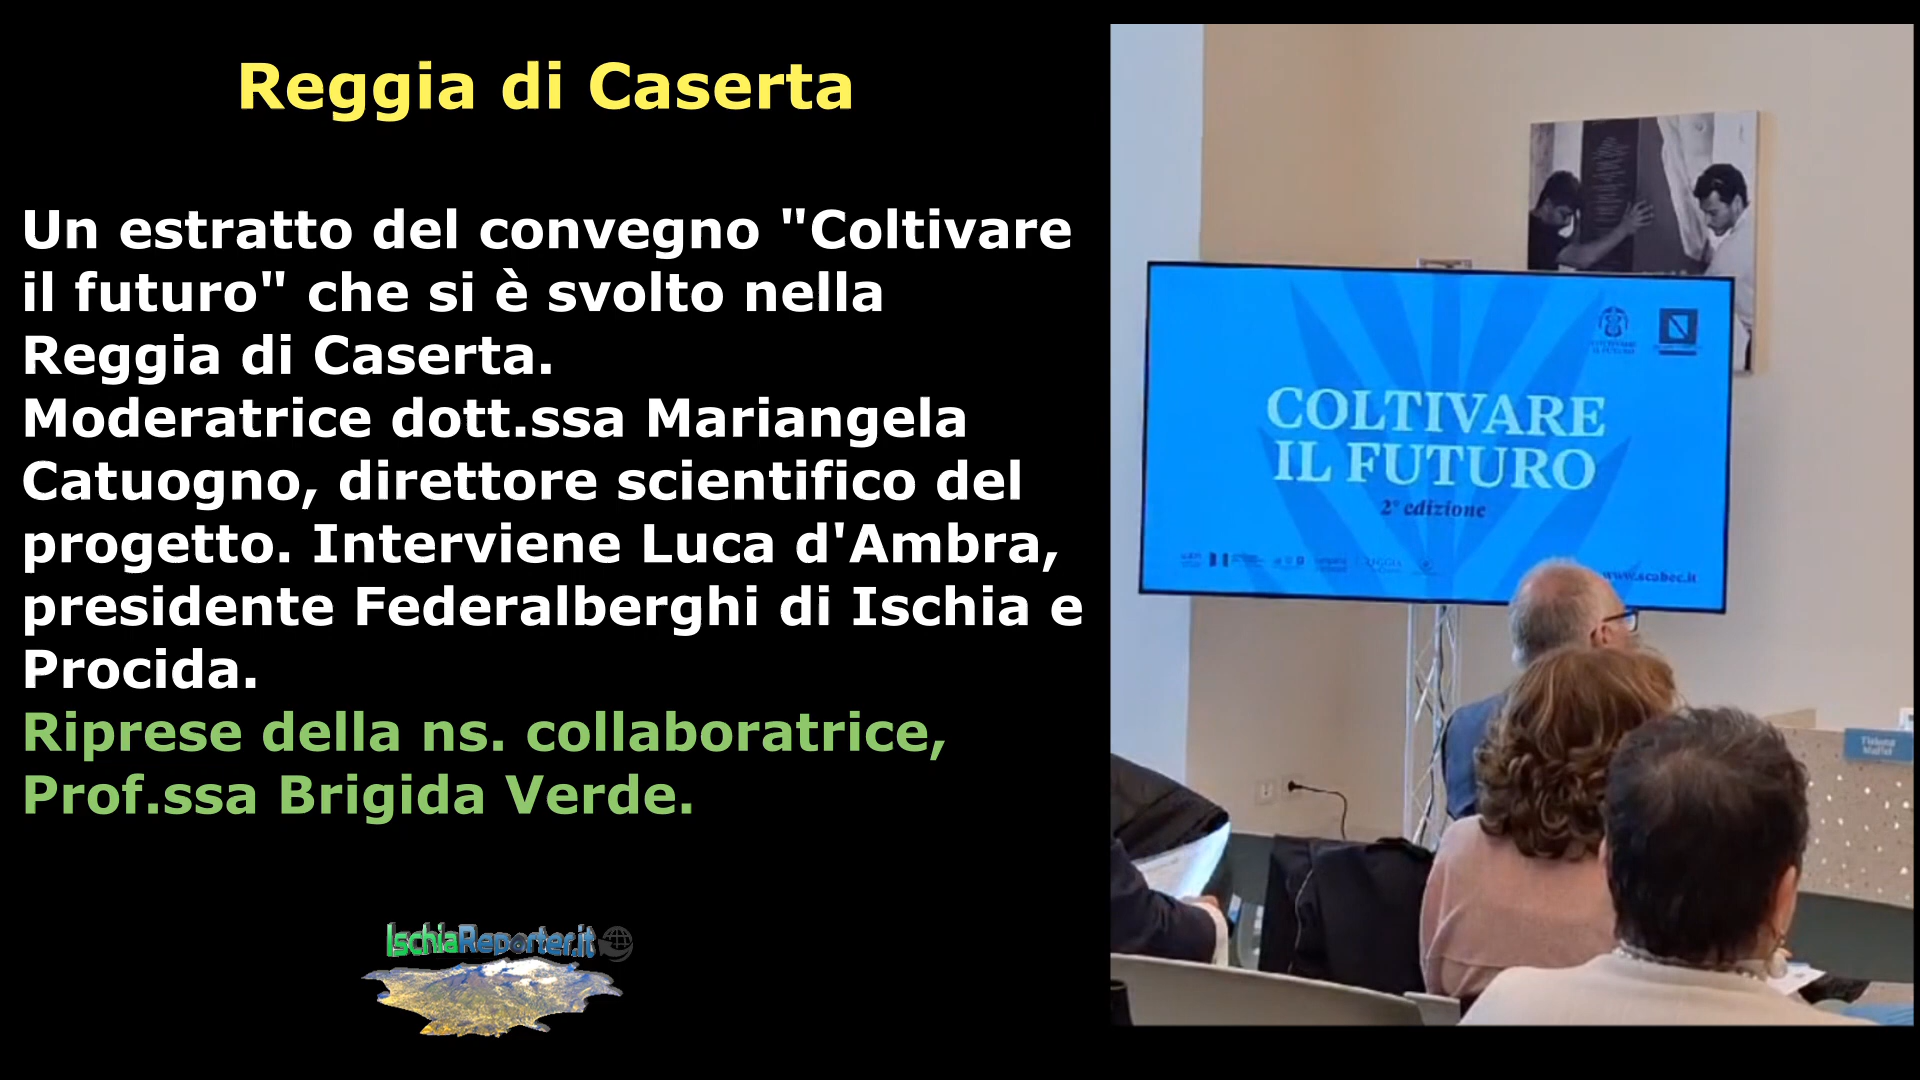 Reggia di Caserta
Un estratto del convegno "Coltivare
il futuro" che si è svolto nella
Reggia di Caserta.
Moderatrice dott.ssa Mariangela
Catuogno, direttore scientifico del
progetto. Interviene Luca d'Ambra,
presidente Federalberghi di Ischia e
Procida.
Riprese della ns. collaboratrice,
Prof.ssa Brigida Verde.
IschiaReporter.it
COLTIVARE
IL FUTURO
2° edizione
www.scabec.it